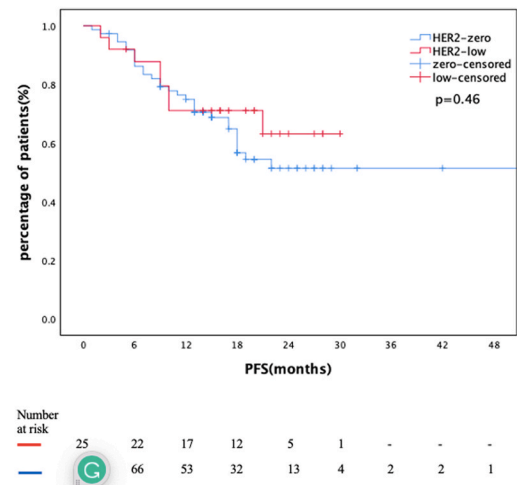 1.0
0.8
0.6
0.4
0.2
0.0
percentage of patients(%)
HER2-zero
HER2-low
zero-censored
low-censored
p=0.46
0 6 12 18 24 30 36 42 48
PFS(months)
Number
at risk
25 22 17 12 5 1 - - -
G 66 53 32 13 4 2 2 1